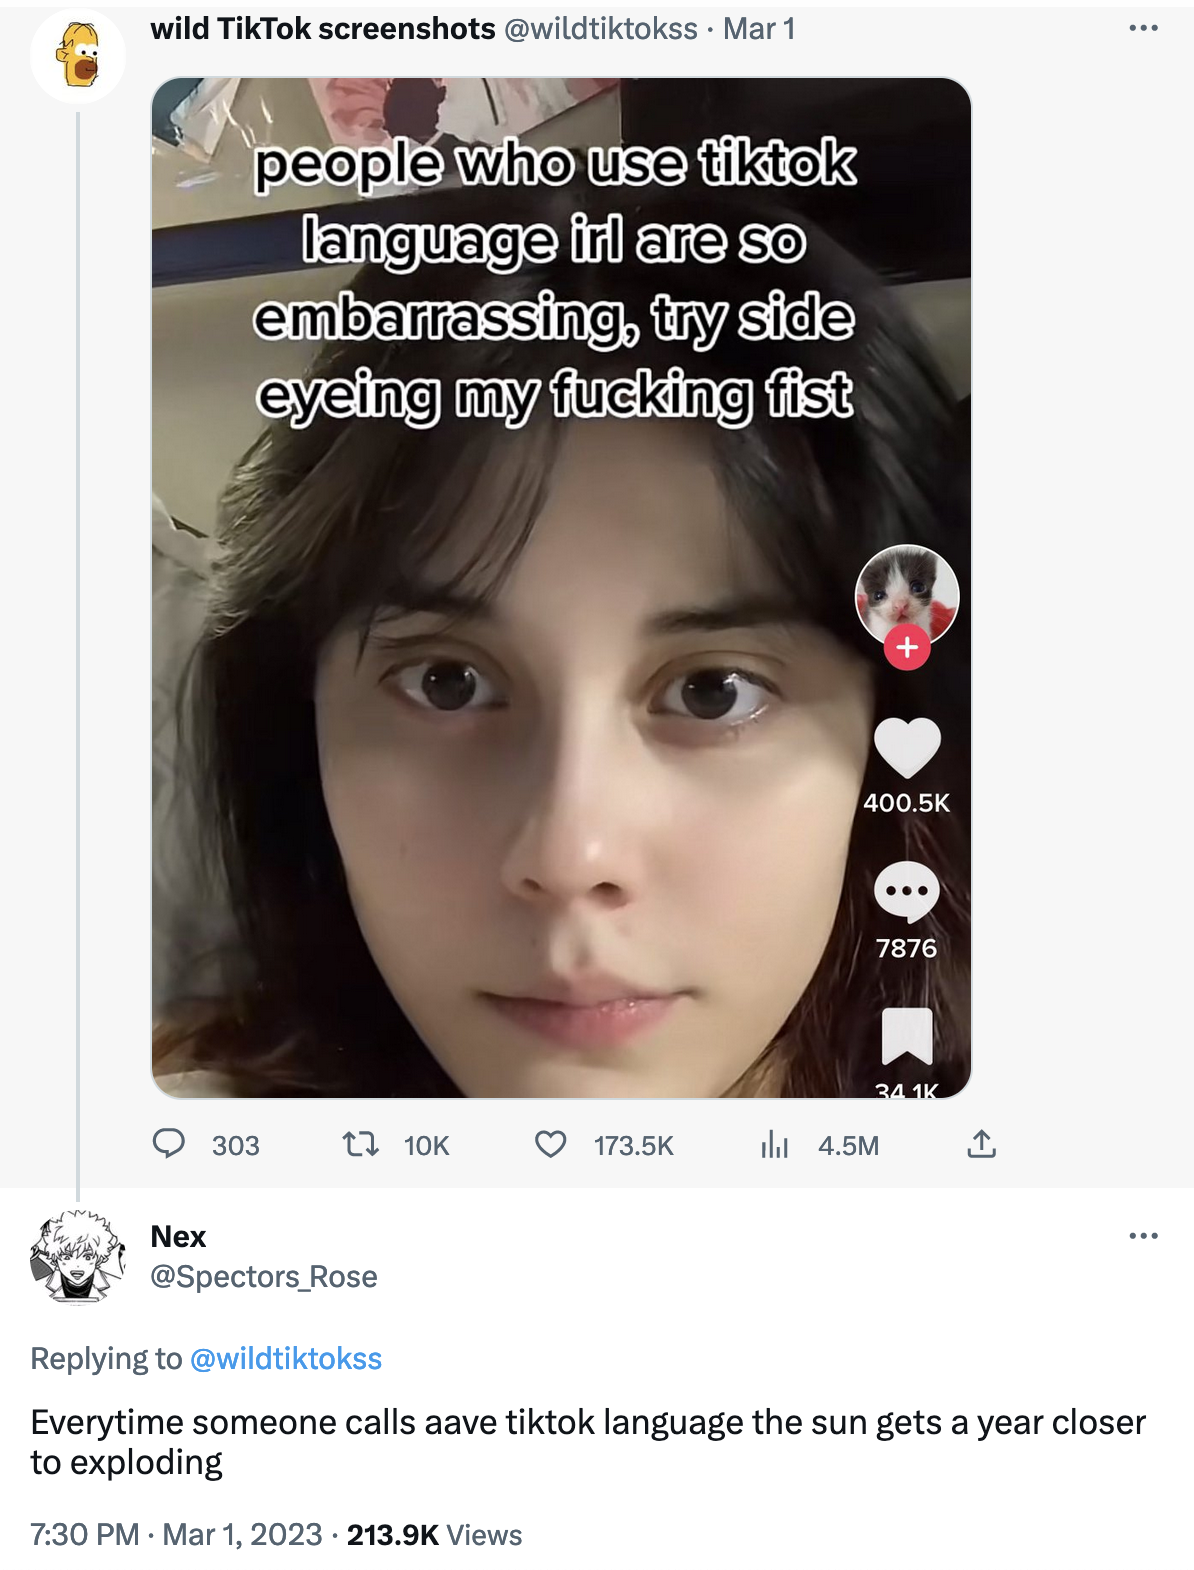 wild TikTok screenshots @wildtiktokss · Mar 1
people who use tiktok
language irl are so
embarrassing, try side
eyeing my fucking fist
400.5K
7876
34.1K
303 10K 173.5K 4.5M
Nex
@Spectors_Rose
Replying to @wildtiktokss
Everytime someone calls aave tiktok language the sun gets a year closer
to exploding
7:30 PM · Mar 1, 2023 · 213.9K Views